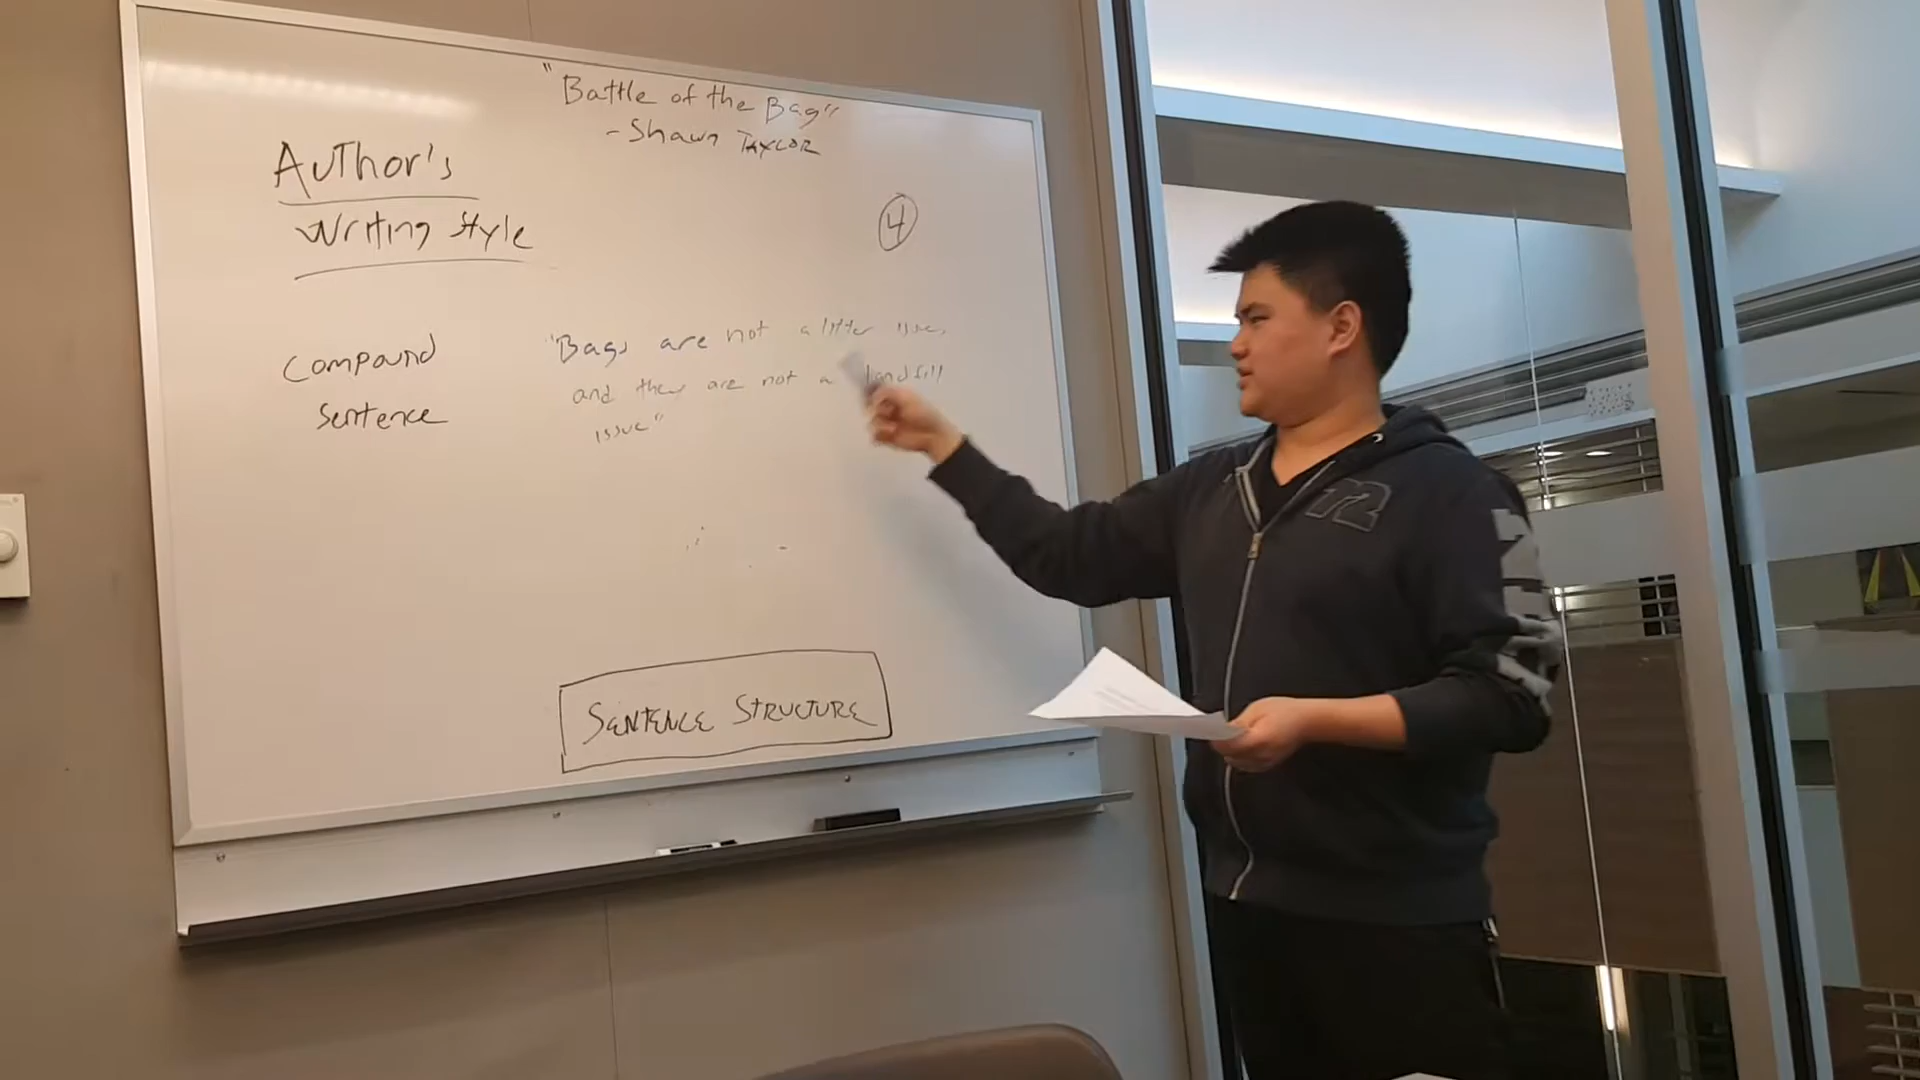 "Battle of the Bag"
- Shawn TAYLOR
AuThor's
Writing Style
4
Compound
Sentence
"Bags are not a litter issue,
and they are not a landfill
issue"
SENTENCE STRUCTURE
72